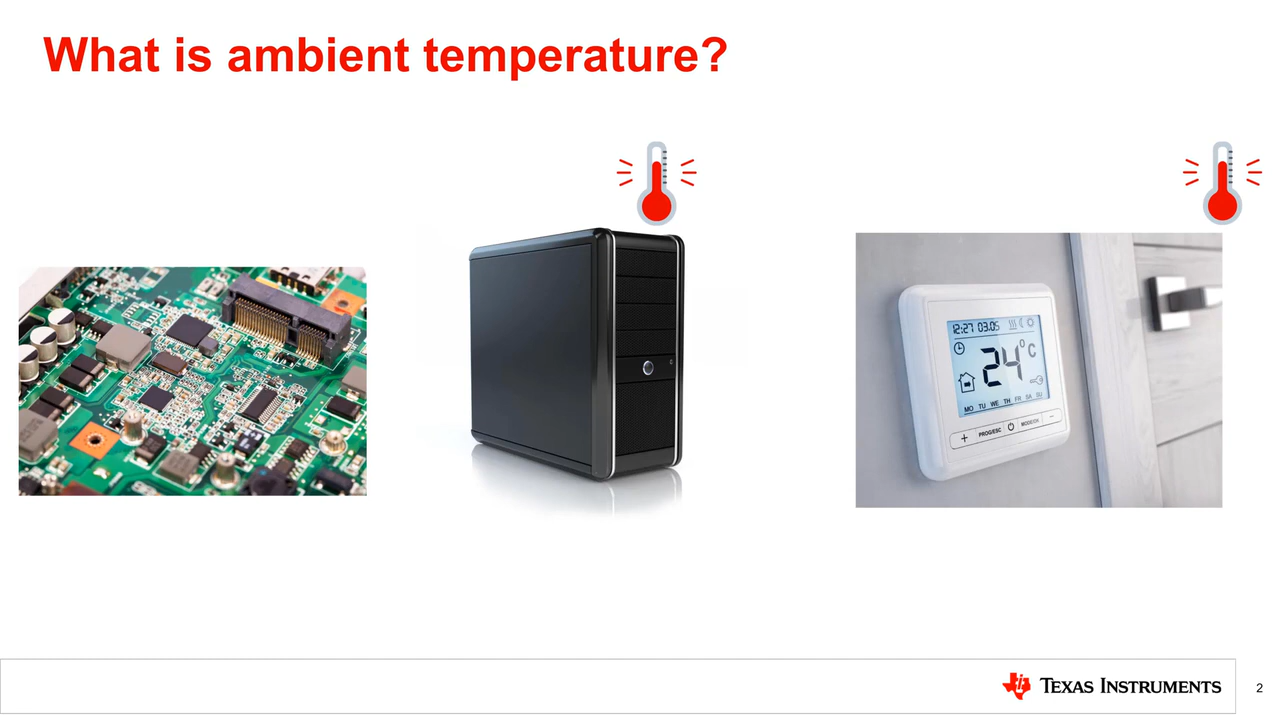 What is ambient temperature?
12:27 03.05
24°C
MO TU WE TH FR SA SU
+ PROG/ESC MODE/OK −
TEXAS INSTRUMENTS
2